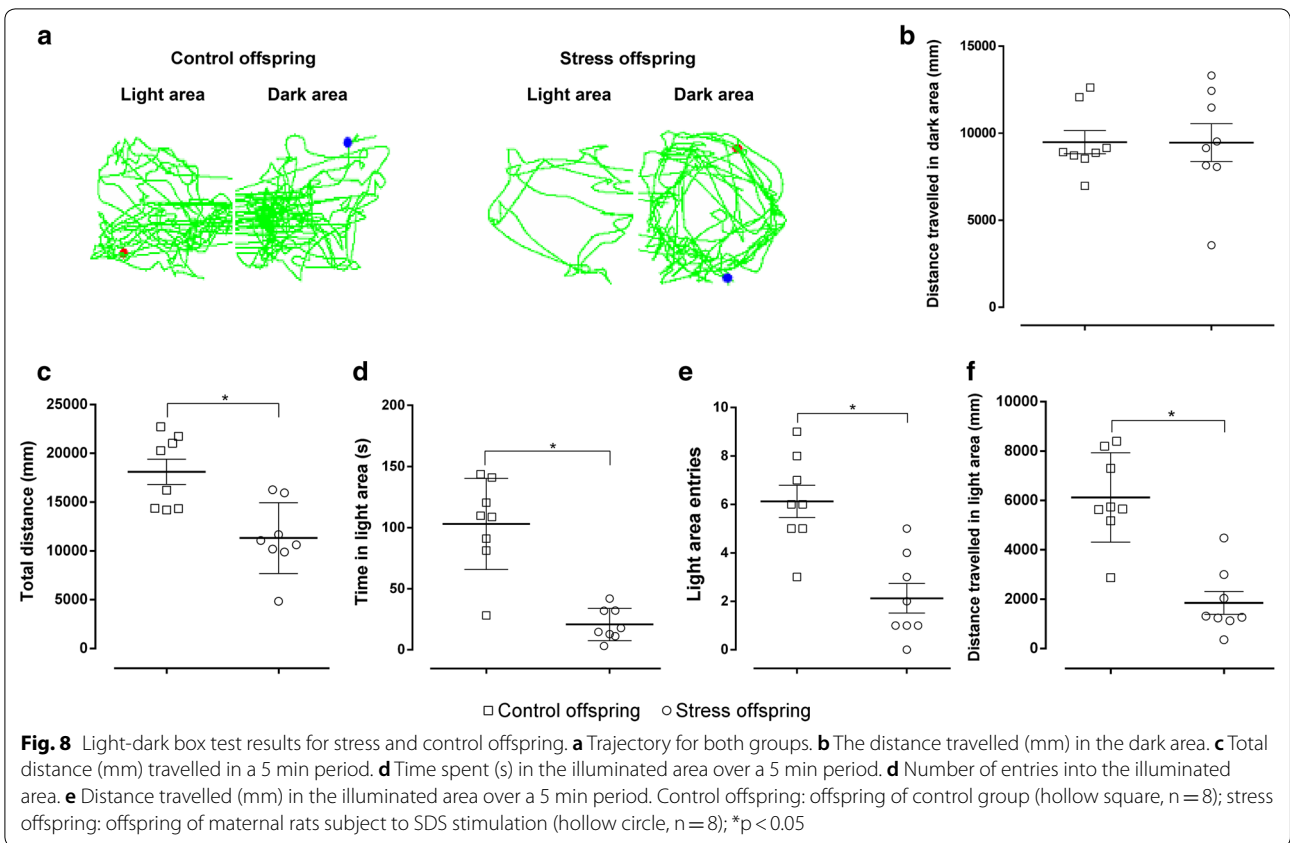 a
Control offspring
Light area Dark area
Stress offspring
Light area Dark area
b
Distance travelled in dark area (mm)
15000
10000
5000
0
c
Total distance (mm)
25000
20000
15000
10000
5000
0
*
d
Time in light area (s)
200
150
100
50
0
*
e
Light area entries
10
8
6
4
2
0
*
f
Distance travelled in light area (mm)
10000
8000
6000
4000
2000
0
*
□ Control offspring ○ Stress offspring
Fig. 8 Light-dark box test results for stress and control offspring. a Trajectory for both groups. b The distance travelled (mm) in the dark area. c Total
distance (mm) travelled in a 5 min period. d Time spent (s) in the illuminated area over a 5 min period. d Number of entries into the illuminated
area. e Distance travelled (mm) in the illuminated area over a 5 min period. Control offspring: offspring of control group (hollow square, n = 8); stress
offspring: offspring of maternal rats subject to SDS stimulation (hollow circle, n = 8); *p < 0.05